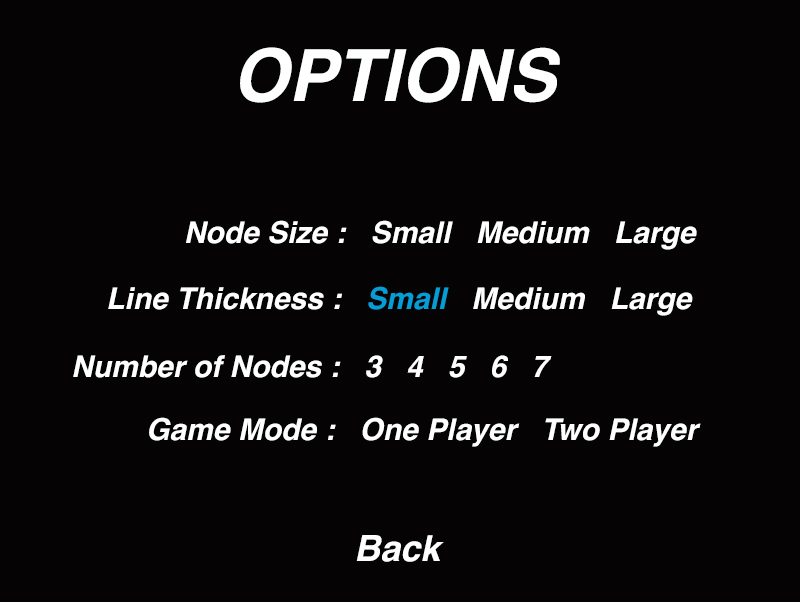 OPTIONS
Node Size : Small Medium Large
Line Thickness : Small Medium Large
Number of Nodes : 3 4 5 6 7
Game Mode : One Player Two Player
Back